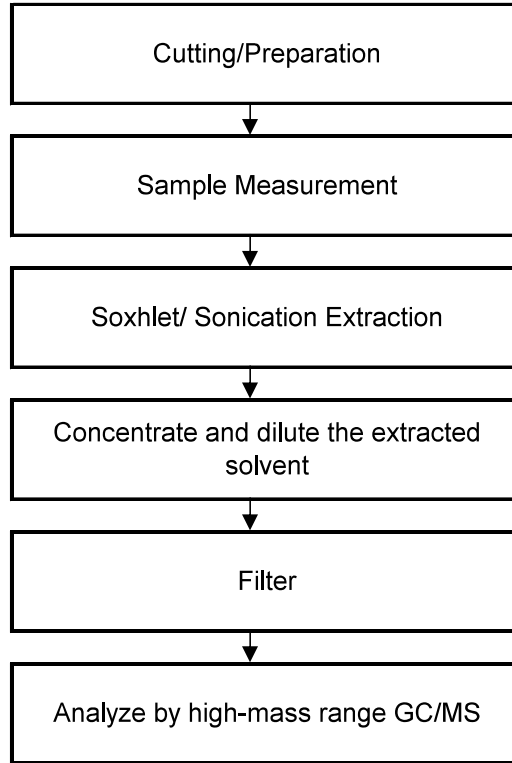 Cutting/Preparation
Sample Measurement
Soxhlet/ Sonication Extraction
Concentrate and dilute the extracted
solvent
Filter
Analyze by high-mass range GC/MS